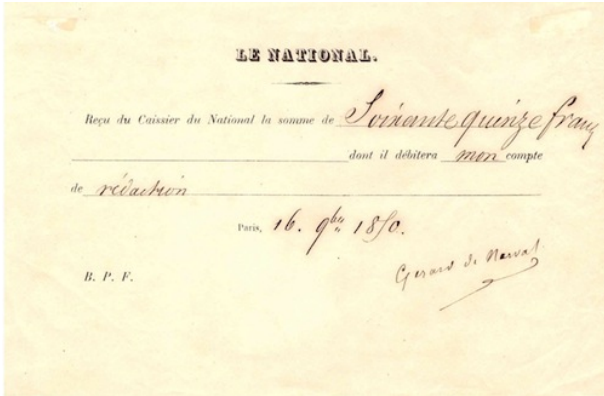 LE NATIONAL.
Reçu du Caissier du National la somme de Soixante quinze francs
dont il débitera mon compte
de rédaction
Paris, 16. 9bre 1850.
Gérard de Nerval
B. P. F.